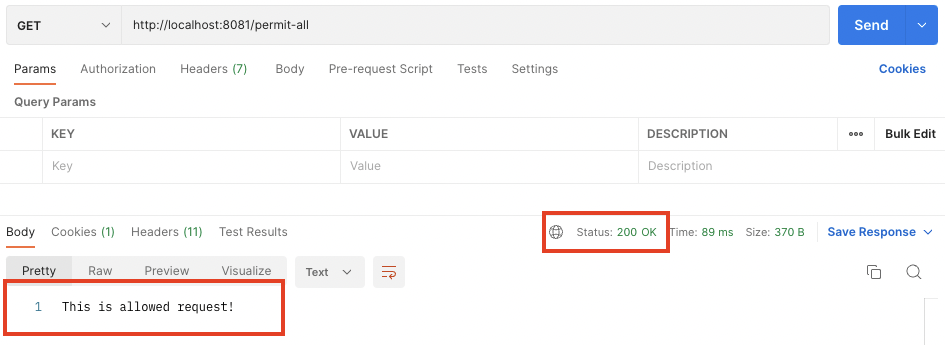 GET http://localhost:8081/permit-all Send
Params Authorization Headers (7) Body Pre-request Script Tests Settings Cookies
Query Params
KEY VALUE DESCRIPTION ••• Bulk Edit
Key Value Description
Body Cookies (1) Headers (11) Test Results Status: 200 OK Time: 89 ms Size: 370 B Save Response
Pretty Raw Preview Visualize Text
1 This is allowed request!